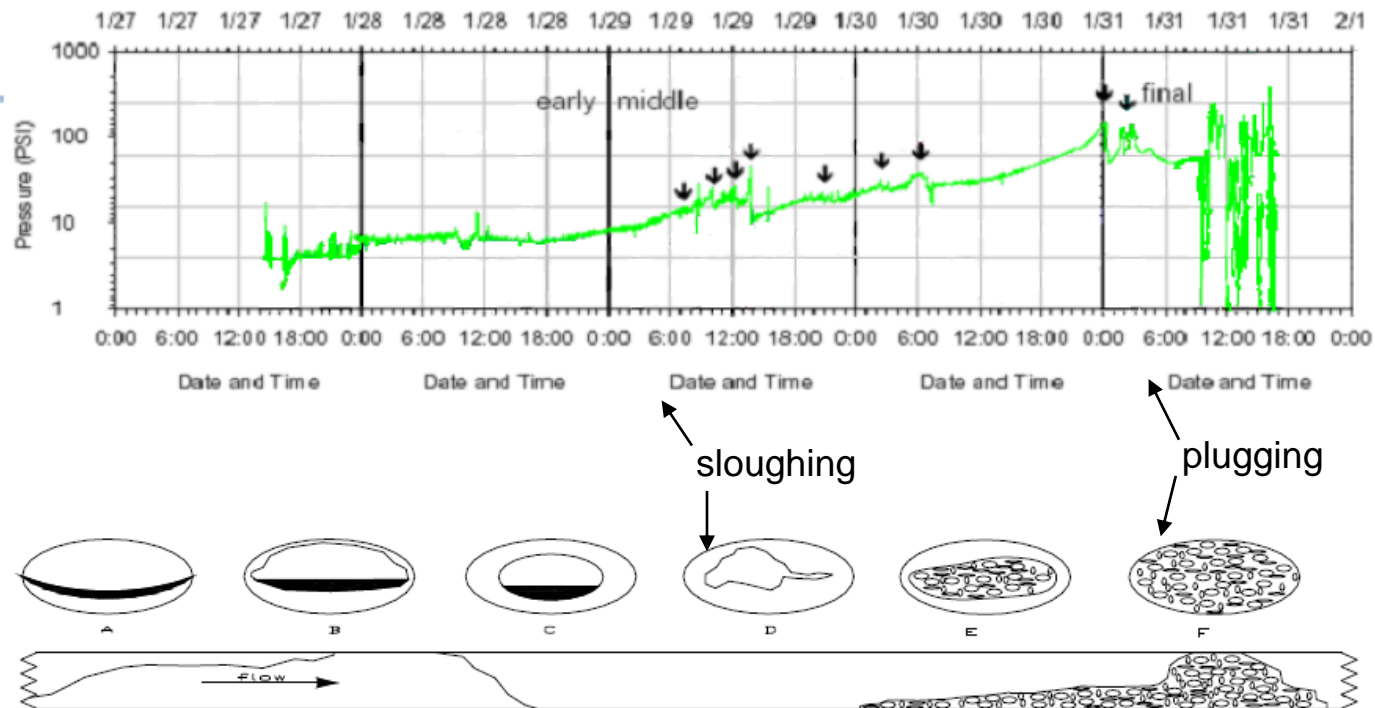 1/27 1/27 1/27 1/27 1/28 1/28 1/28 1/28 1/29 1/29 1/29 1/29 1/30 1/30 1/30 1/30 1/31 1/31 1/31 1/31 2/1
1000
early middle
final
100
Pressure (PSI)
10
1
0:00 6:00 12:00 18:00 0:00 6:00 12:00 18:00 0:00 6:00 12:00 18:00 0:00 6:00 12:00 18:00 0:00 6:00 12:00 18:00 0:00
Date and Time Date and Time Date and Time Date and Time Date and Time
sloughing
plugging
A B C D E F
flow